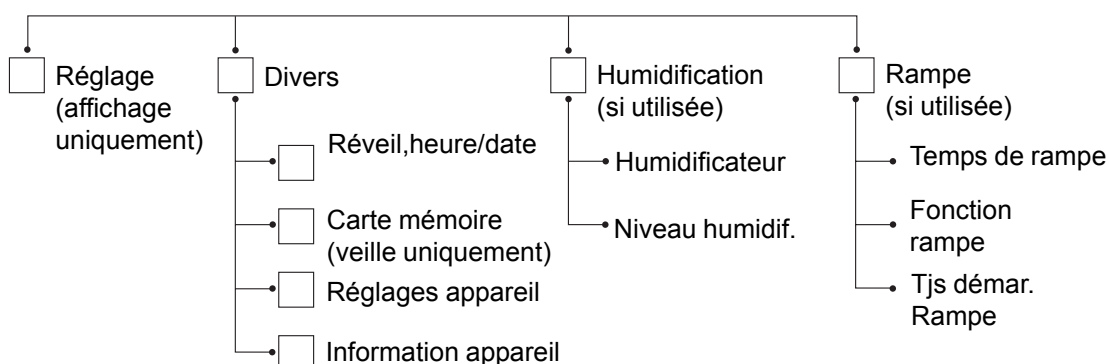 Réglage
(affichage
uniquement)
Divers
Réveil,heure/date
Carte mémoire
(veille uniquement)
Réglages appareil
Information appareil
Humidification
(si utilisée)
Humidificateur
Niveau humidif.
Rampe
(si utilisée)
Temps de rampe
Fonction
rampe
Tjs démar.
Rampe